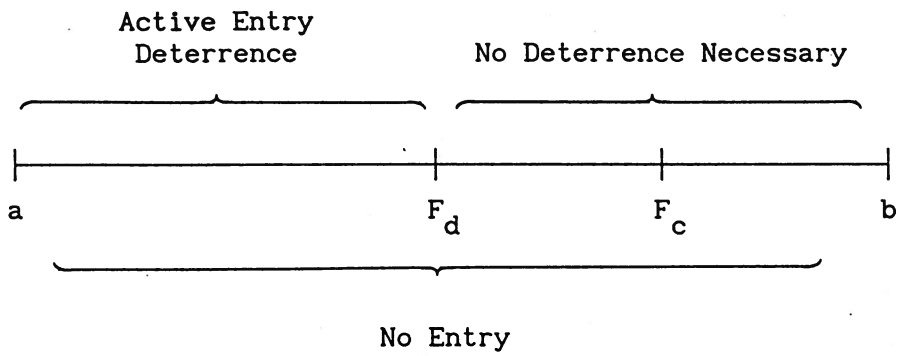 Active Entry
Deterrence
No Deterrence Necessary
a
F_d
F_c
b
No Entry